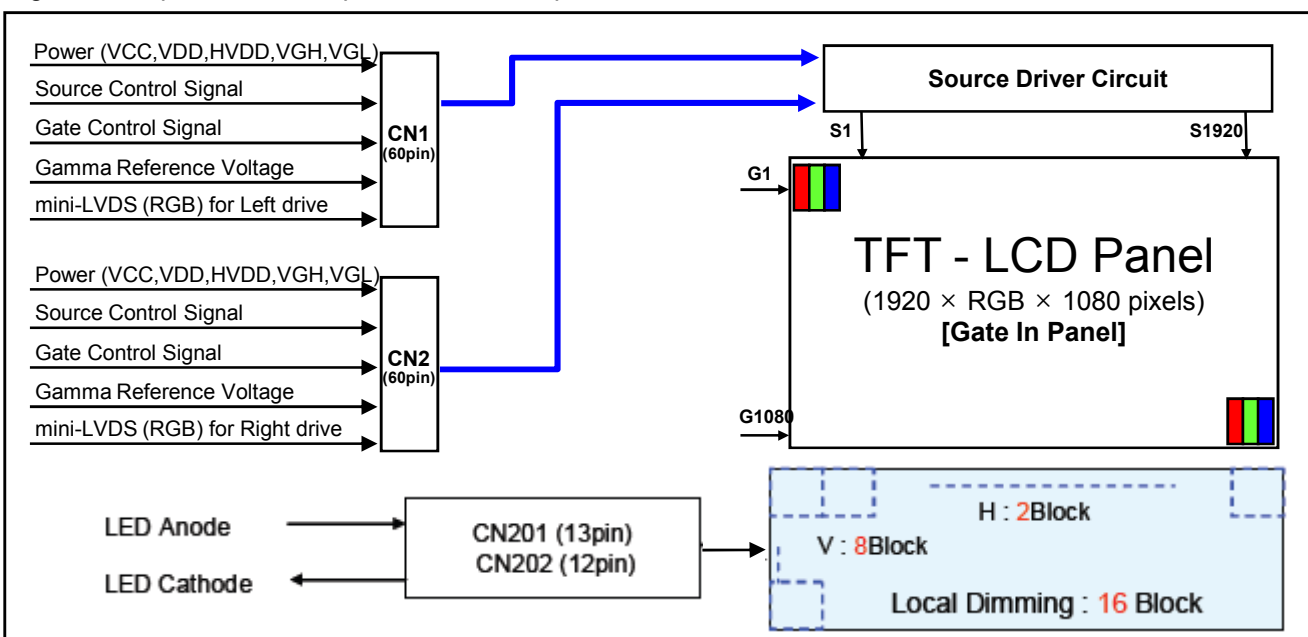 Power (VCC,VDD,HVDD,VGH,VGL)
Source Control Signal
Gate Control Signal
Gamma Reference Voltage
mini-LVDS (RGB) for Left drive
CN1
(60pin)
Power (VCC,VDD,HVDD,VGH,VGL)
Source Control Signal
Gate Control Signal
Gamma Reference Voltage
mini-LVDS (RGB) for Right drive
CN2
(60pin)
Source Driver Circuit
S1
S1920
G1
TFT - LCD Panel
(1920 × RGB × 1080 pixels)
[Gate In Panel]
G1080
LED Anode
LED Cathode
CN201 (13pin)
CN202 (12pin)
H : 2Block
V : 8Block
Local Dimming : 16 Block